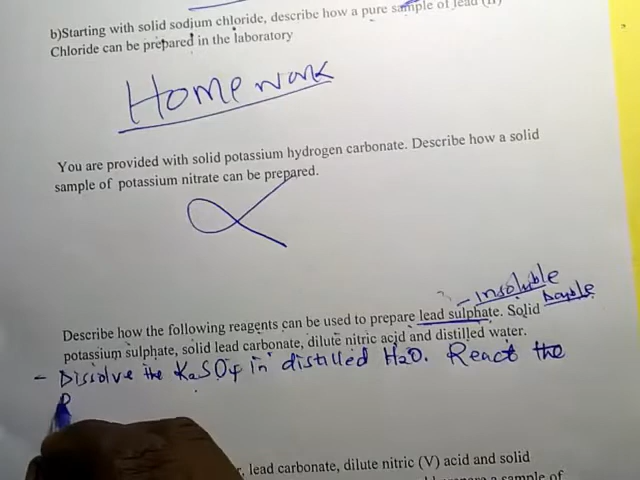 b)Starting with solid sodium chloride, describe how a pure sample of lead (II)
Chloride can be prepared in the laboratory
Homework
You are provided with solid potassium hydrogen carbonate. Describe how a solid
sample of potassium nitrate can be prepared.
- Insoluble
Describe how the following reagents can be used to prepare lead sulphate. Solid
potassium sulphate, solid lead carbonate, dilute nitric acid and distilled water.
- Dissolve the K2SO4 in distilled H2O. React the
, lead carbonate, dilute nitric (V) acid and solid
a sample of